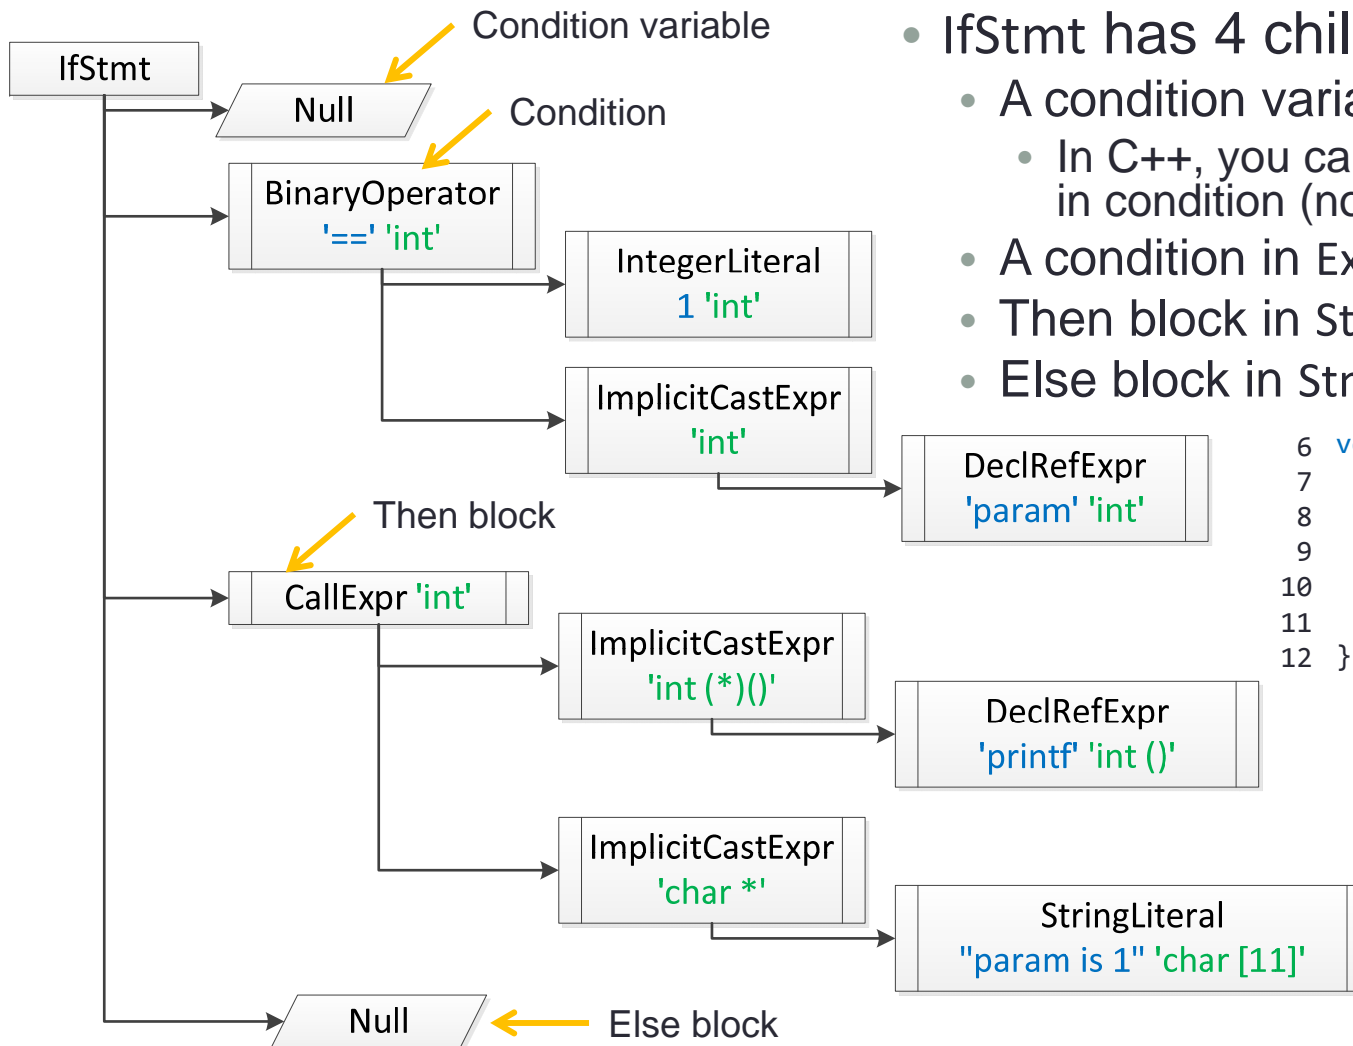 IfStmt
Null
Condition variable
BinaryOperator
'==' 'int'
Condition
IntegerLiteral
1 'int'
ImplicitCastExpr
'int'
DeclRefExpr
'param' 'int'
Then block
CallExpr 'int'
ImplicitCastExpr
'int (*)()'
DeclRefExpr
'printf' 'int ()'
ImplicitCastExpr
'char *'
StringLiteral
"param is 1" 'char [11]'
Null
Else block
• IfStmt has 4 chil
• A condition varia
• In C++, you ca
in condition (no
• A condition in Ex
• Then block in St
• Else block in Str
6 v
7
8
9
10
11
12 }